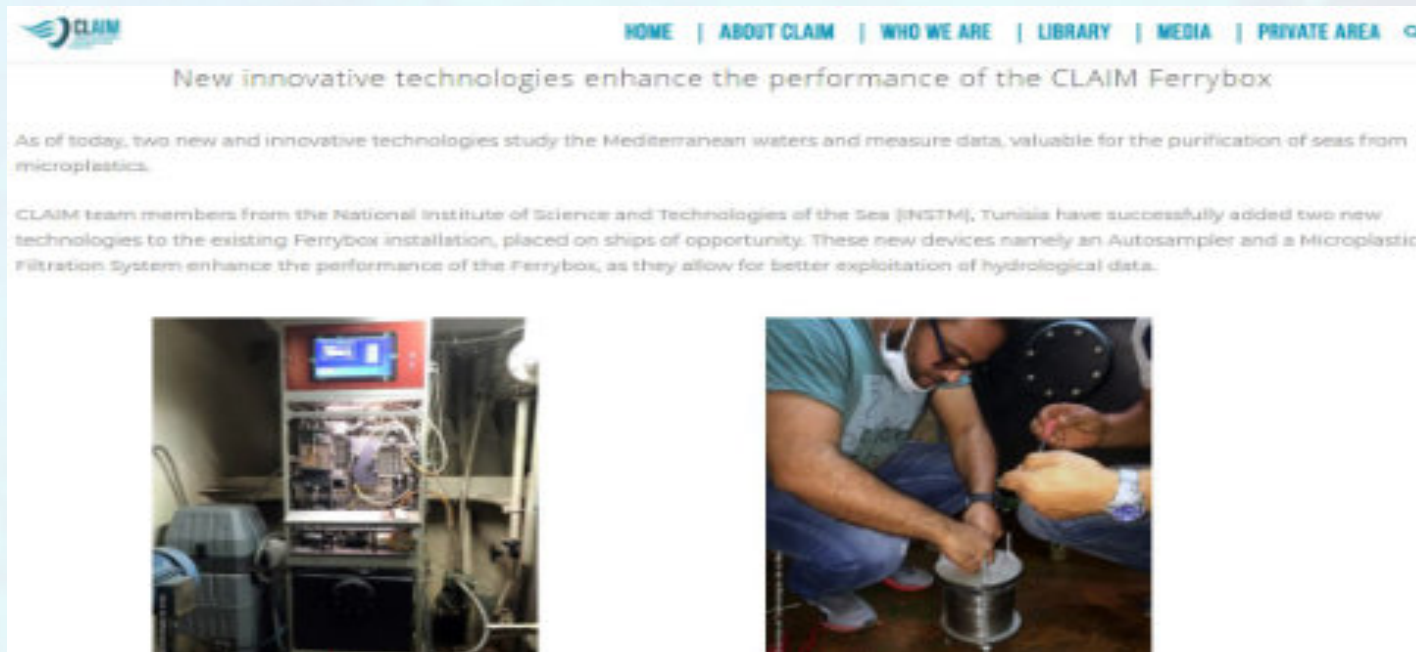 CLAIM
HOME | ABOUT CLAIM | WHO WE ARE | LIBRARY | MEDIA | PRIVATE AREA
New innovative technologies enhance the performance of the CLAIM Ferrybox
As of today, two new and innovative technologies study the Mediterranean waters and measure data, valuable for the purification of seas from
microplastics.
CLAIM team members from the National Institute of Science and Technologies of the Sea (INSTM), Tunisia have successfully added two new
technologies to the existing Ferrybox installation, placed on ships of opportunity. These new devices namely an Autosampler and a Microplastic
Filtration System enhance the performance of the Ferrybox, as they allow for better exploitation of hydrological data.